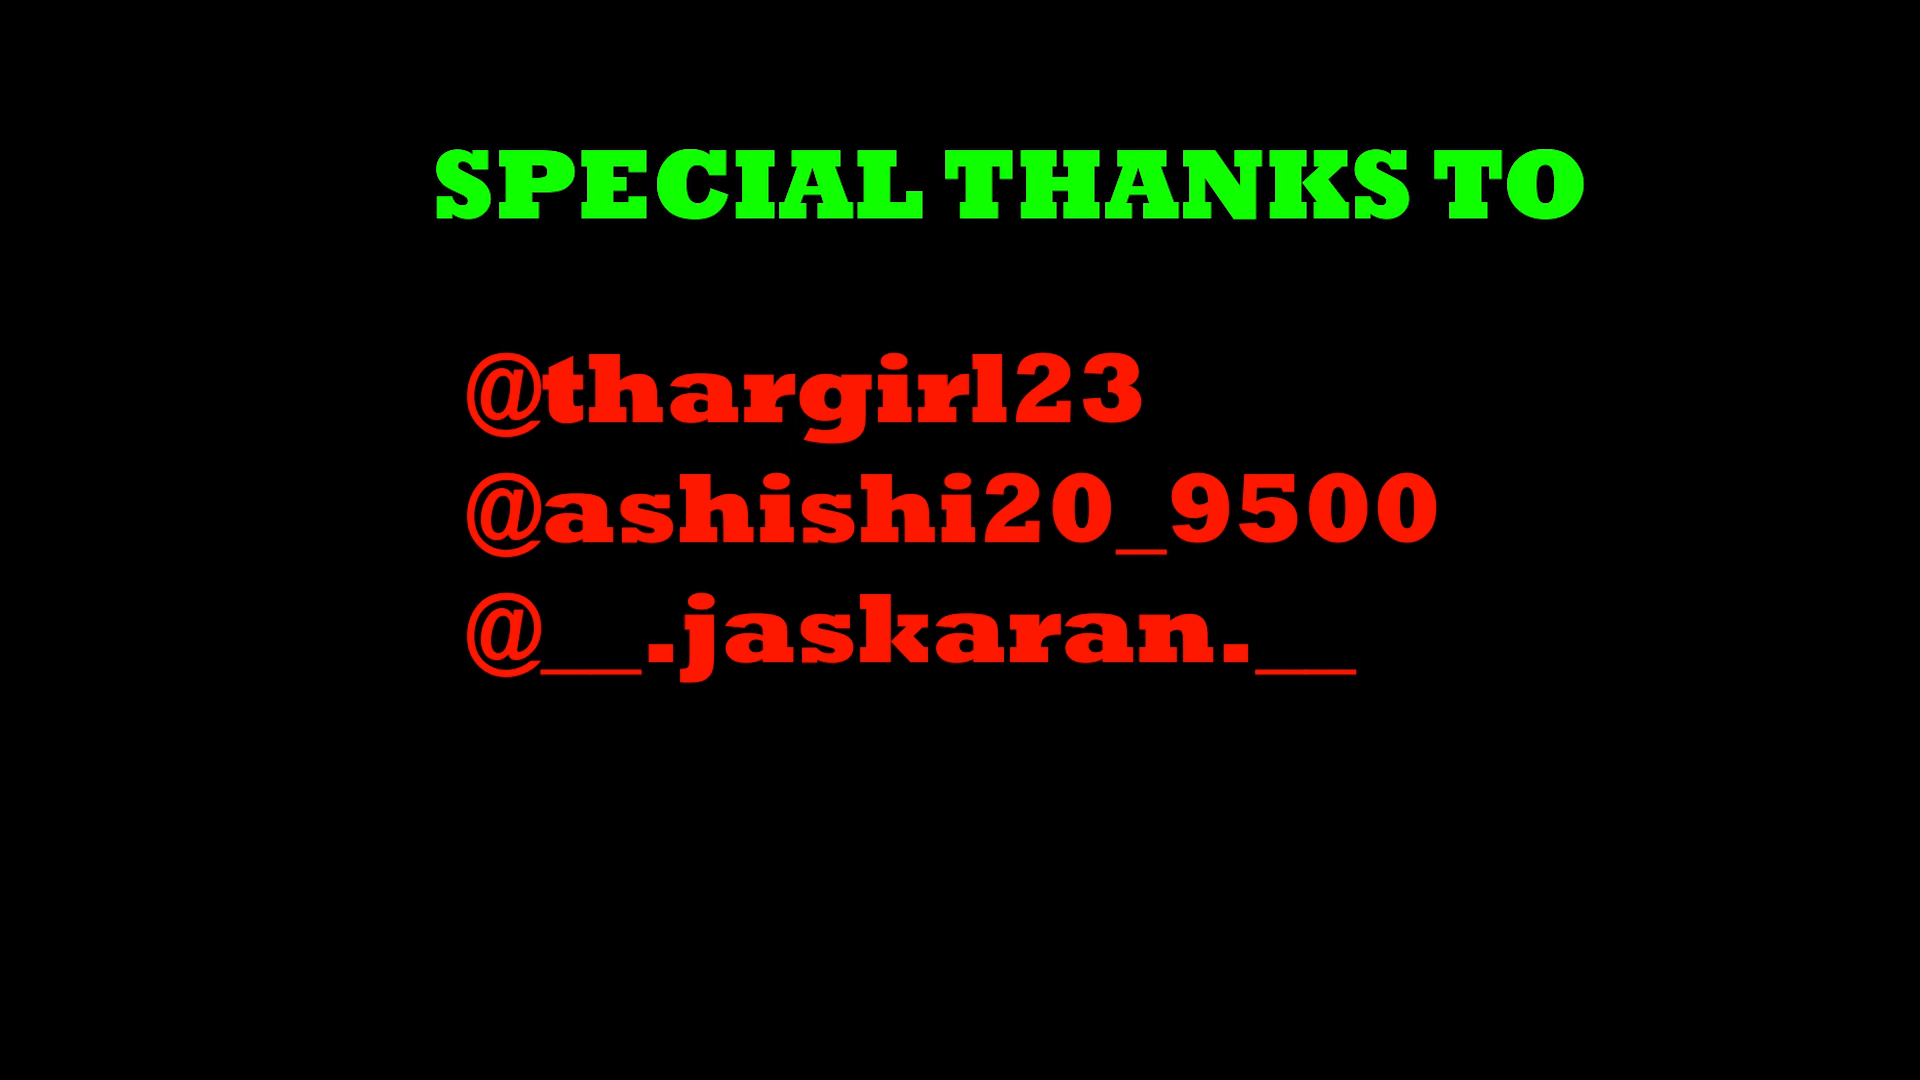 SPECIAL THANKS TO
@thargirl23
@ashishi20_9500
@__.jaskaran.__